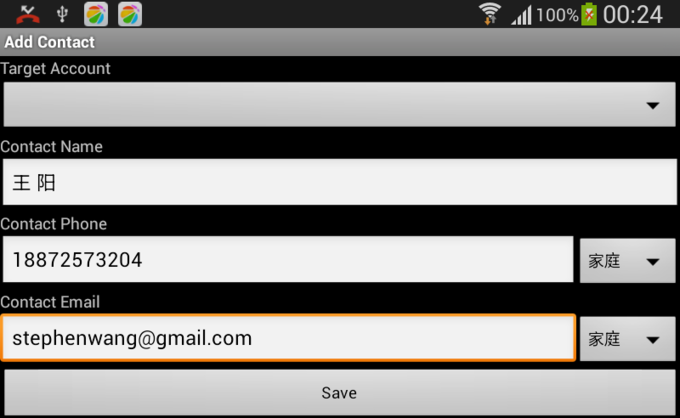 100% 00:24
Add Contact
Target Account
Contact Name
王 阳
Contact Phone
18872573204 家庭
Contact Email
stephenwang@gmail.com 家庭
Save